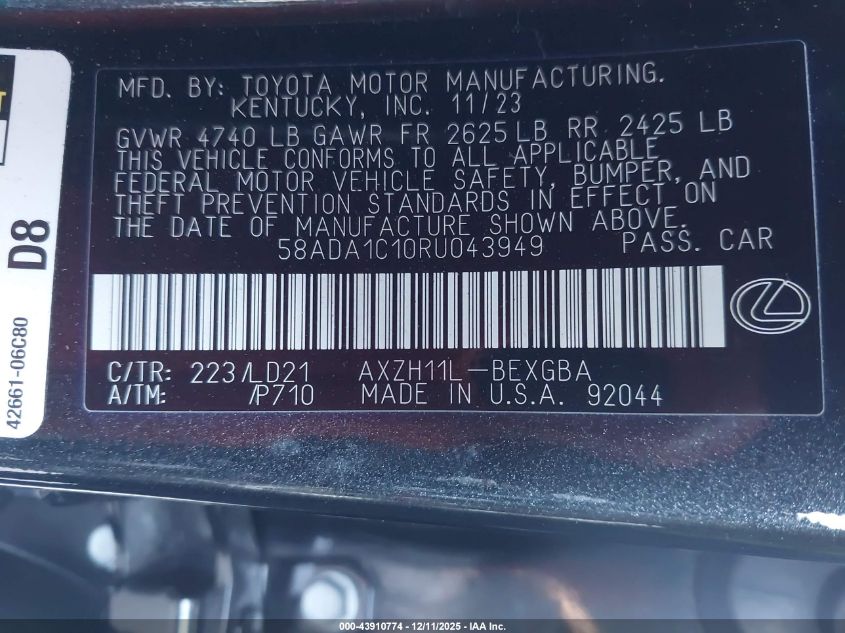 MFD. BY: TOYOTA MOTOR MANUFACTURING.
KENTUCKY, INC. 11/23
GVWR 4740 LB GAWR FR 2625 LB RR 2425 LB
THIS VEHICLE CONFORMS TO ALL APPLICABLE
FEDERAL MOTOR VEHICLE SAFETY, BUMPER, AND
THEFT PREVENTION STANDARDS IN EFFECT ON
THE DATE OF MANUFACTURE SHOWN ABOVE.
58ADA1C10RU043949 PASS. CAR
C/TR: 223/LD21 AXZH11L-BEXGBA
A/TM: /P710 MADE IN U.S.A. 92044
D8
42661-06C80
000-43910774 - 12/11/2025 - IAA Inc.